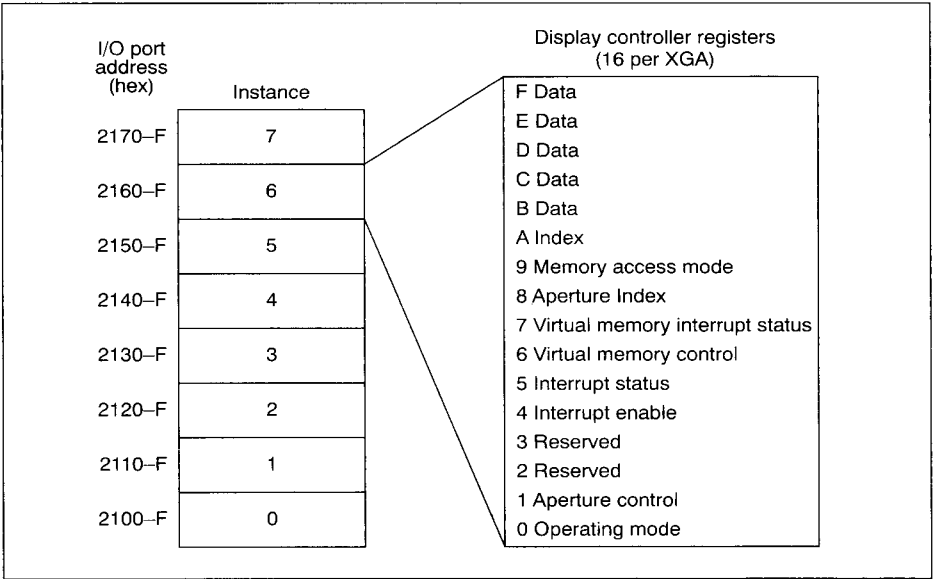 I/O port
address
(hex)
Instance
2170–F
7
2160–F
6
2150–F
5
2140–F
4
2130–F
3
2120–F
2
2110–F
1
2100–F
0
Display controller registers
(16 per XGA)
F Data
E Data
D Data
C Data
B Data
A Index
9 Memory access mode
8 Aperture Index
7 Virtual memory interrupt status
6 Virtual memory control
5 Interrupt status
4 Interrupt enable
3 Reserved
2 Reserved
1 Aperture control
0 Operating mode